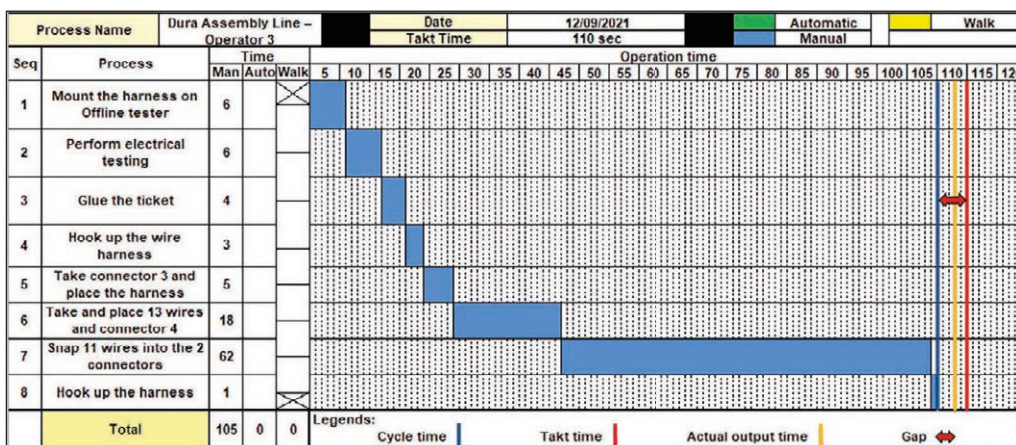 Process Name
Dura Assembly Line –
Operator 3
Date 12/09/2021
Takt Time 110 sec
Automatic
Manual
Walk
Seq Process Time Operation time
Man Auto Walk 5 10 15 20 25 30 35 40 45 50 55 60 65 70 75 80 85 90 95 100 105 110 115 120
1 Mount the harness on
Offline tester 6
2 Perform electrical
testing 6
3 Glue the ticket 4
4 Hook up the wire
harness 3
5 Take connector 3 and
place the harness 5
6 Take and place 13 wires
and connector 4 18
7 Snap 11 wires into the 2
connectors 62
8 Hook up the harness 1
Total 105 0 0
Legends:
Cycle time Takt time Actual output time Gap